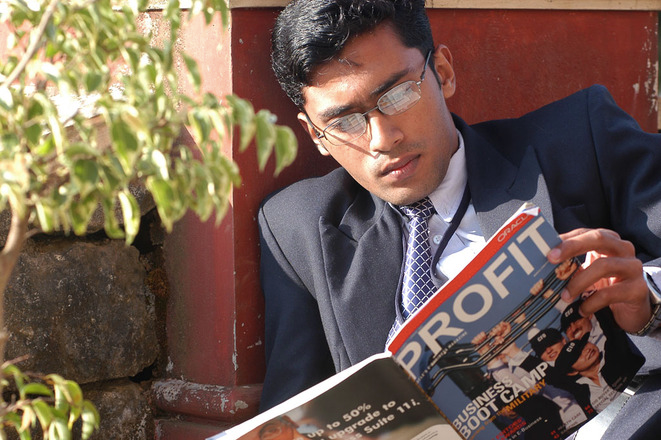 ORACLE
PROFIT
BUSINESS
BOOT CAMP
MILITARY
Up to 50%
upgrade to
Suite 11i.